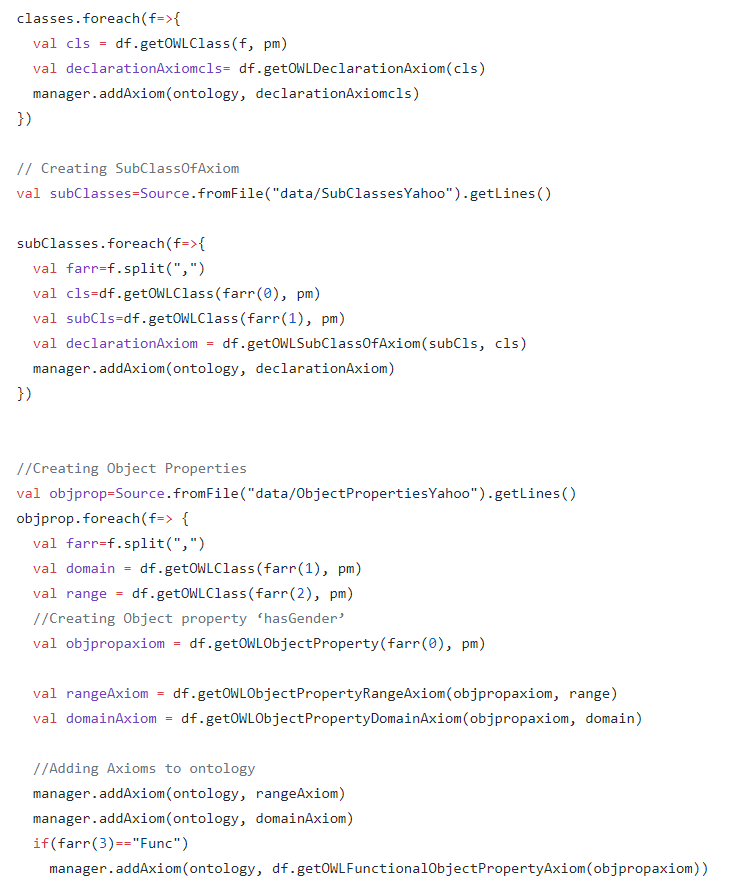 classes.foreach(f=>{
  val cls = df.getOWLClass(f, pm)
  val declarationAxiomcls= df.getOWLDeclarationAxiom(cls)
  manager.addAxiom(ontology, declarationAxiomcls)
})
// Creating SubClassOfAxiom
val subClasses=Source.fromFile("data/SubClassesYahoo").getLines()
subClasses.foreach(f=>{
  val farr=f.split(",")
  val cls=df.getOWLClass(farr(0), pm)
  val subCls=df.getOWLClass(farr(1), pm)
  val declarationAxiom = df.getOWLSubClassOfAxiom(subCls, cls)
  manager.addAxiom(ontology, declarationAxiom)
})
//Creating Object Properties
val objprop=Source.fromFile("data/ObjectPropertiesYahoo").getLines()
objprop.foreach(f=> {
  val farr=f.split(",")
  val domain = df.getOWLClass(farr(1), pm)
  val range = df.getOWLClass(farr(2), pm)
  //Creating Object property ‘hasGender’
  val objpropaxiom = df.getOWLObjectProperty(farr(0), pm)
  val rangeAxiom = df.getOWLObjectPropertyRangeAxiom(objpropaxiom, range)
  val domainAxiom = df.getOWLObjectPropertyDomainAxiom(objpropaxiom, domain)
  //Adding Axioms to ontology
  manager.addAxiom(ontology, rangeAxiom)
  manager.addAxiom(ontology, domainAxiom)
  if(farr(3)=="Func")
    manager.addAxiom(ontology, df.getOWLFunctionalObjectPropertyAxiom(objpropaxiom))